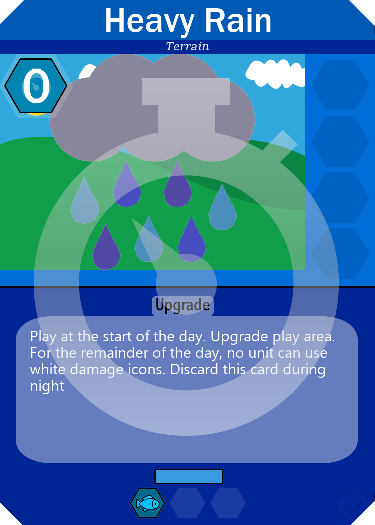 Heavy Rain
Terrain
0
Upgrade
Play at the start of the day. Upgrade play area.
For the remainder of the day, no unit can use
white damage icons. Discard this card during
night